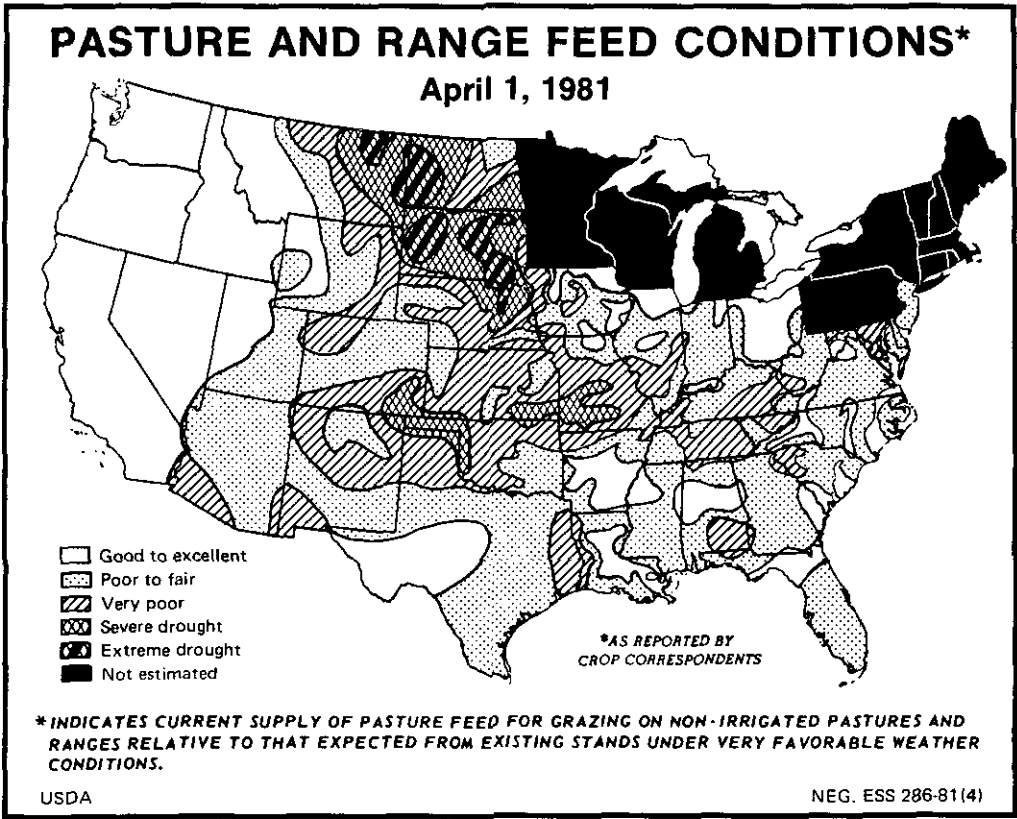 PASTURE AND RANGE FEED CONDITIONS*
April 1, 1981
Good to excellent
Poor to fair
Very poor
Severe drought
Extreme drought
Not estimated
*AS REPORTED BY
CROP CORRESPONDENTS
*INDICATES CURRENT SUPPLY OF PASTURE FEED FOR GRAZING ON NON-IRRIGATED PASTURES AND
RANGES RELATIVE TO THAT EXPECTED FROM EXISTING STANDS UNDER VERY FAVORABLE WEATHER
CONDITIONS.
USDA
NEG. ESS 286-81(4)